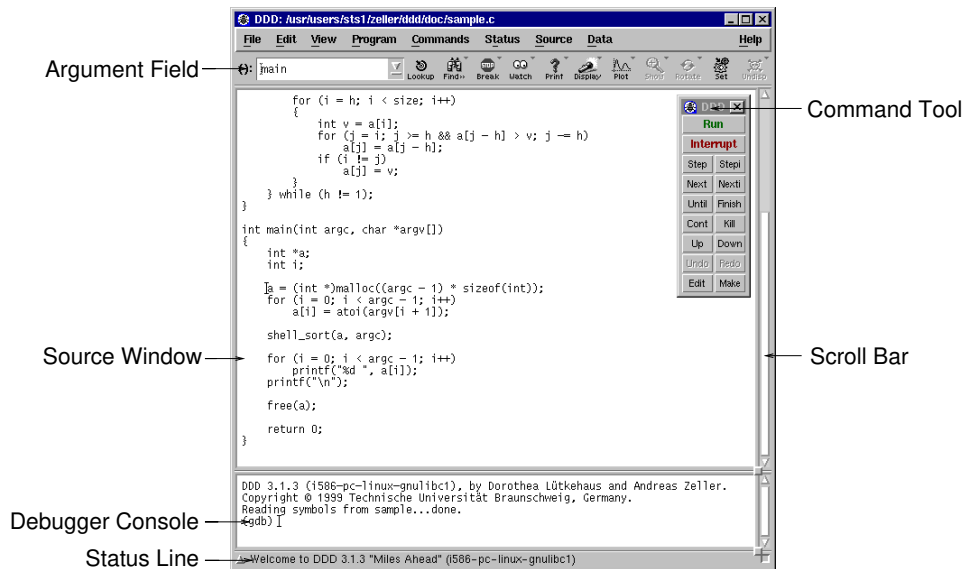 DDD: /usr/users/sts1/zeller/ddd/doc/sample.c
File Edit View Program Commands Status Source Data Help
Argument Field
(): main
Lookup Find>> Break Watch Print Display Plot Show Rotate Set Undisp
for (i = h; i < size; i++)
{
int v = a[i];
for (j = i; j >= h && a[j - h] > v; j -= h)
a[j] = a[j - h];
if (i != j)
a[j] = v;
}
} while (h != 1);
}
int main(int argc, char *argv[])
{
int *a;
int i;
a = (int *)malloc((argc - 1) * sizeof(int));
for (i = 0; i < argc - 1; i++)
a[i] = atoi(argv[i + 1]);
shell_sort(a, argc);
for (i = 0; i < argc - 1; i++)
printf("%d ", a[i]);
printf("\n");
free(a);
return 0;
}
DDD
Run
Interrupt
Step Stepi
Next Nexti
Until Finish
Cont Kill
Up Down
Undo Redo
Edit Make
Command Tool
Source Window
Scroll Bar
DDD 3.1.3 (i586-pc-linux-gnulibc1), by Dorothea Lütkehaus and Andreas Zeller.
Copyright © 1999 Technische Universität Braunschweig, Germany.
Reading symbols from sample...done.
Debugger Console
(gdb)
Status Line
Welcome to DDD 3.1.3 "Miles Ahead" (i586-pc-linux-gnulibc1)